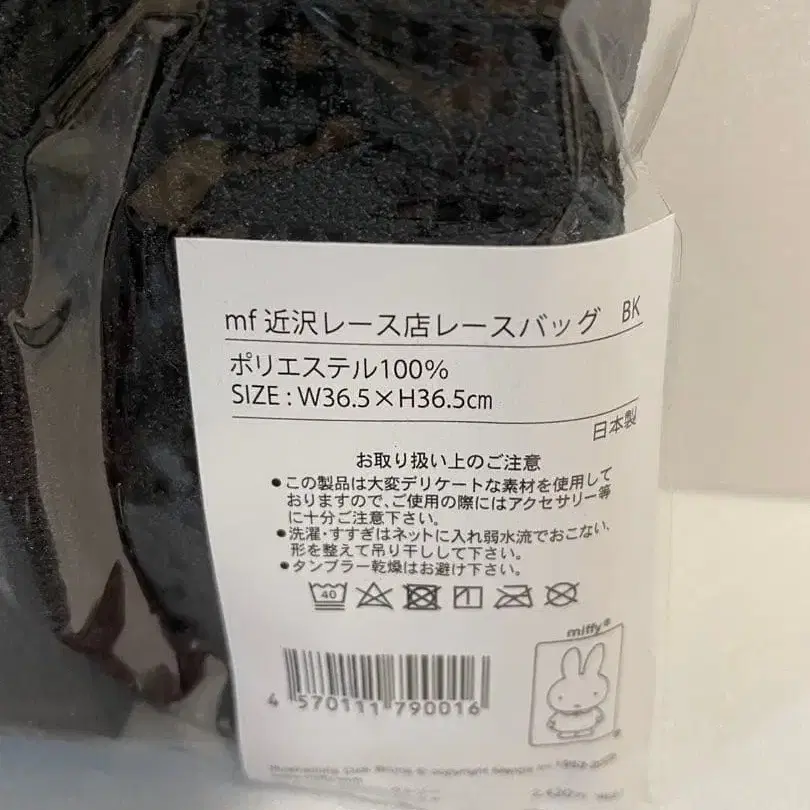 mf 近沢レース店レースバッグ BK
ポリエステル100%
SIZE : W36.5×H36.5cm
日本製
お取り扱い上のご注意
●この製品は大変デリケートな素材を使用して
おりますので、ご使用の際にはアクセサリー等
に十分ご注意下さい。
●洗濯・すすぎはネットに入れ弱水流でおこない、
形を整えて吊り干しして下さい。
●タンブラー乾燥はお避け下さい。
40
miffy®
4 570111 790016